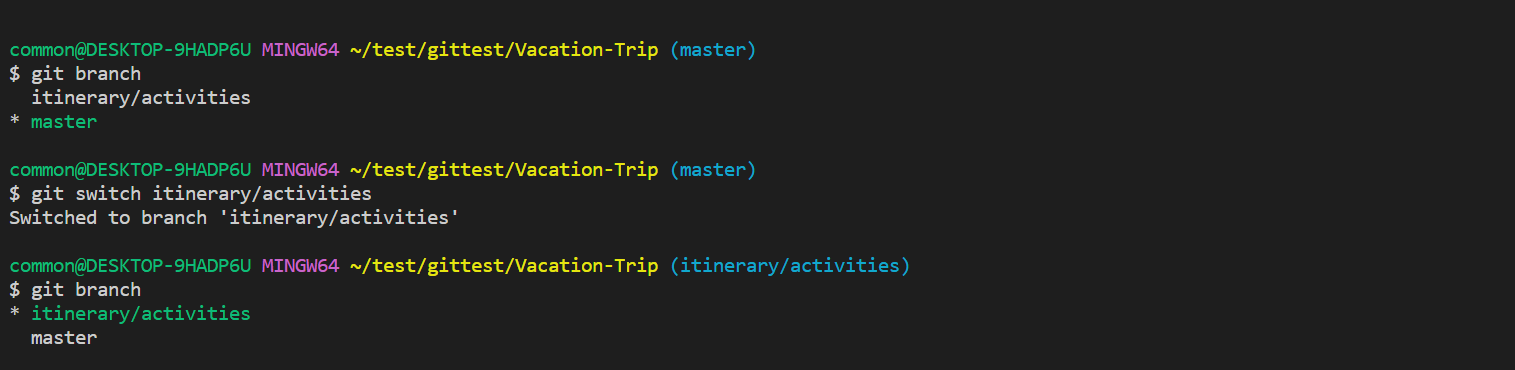 common@DESKTOP-9HADP6U MINGW64 ~/test/gittest/Vacation-Trip (master)
$ git branch
  itinerary/activities
* master
common@DESKTOP-9HADP6U MINGW64 ~/test/gittest/Vacation-Trip (master)
$ git switch itinerary/activities
Switched to branch 'itinerary/activities'
common@DESKTOP-9HADP6U MINGW64 ~/test/gittest/Vacation-Trip (itinerary/activities)
$ git branch
* itinerary/activities
  master